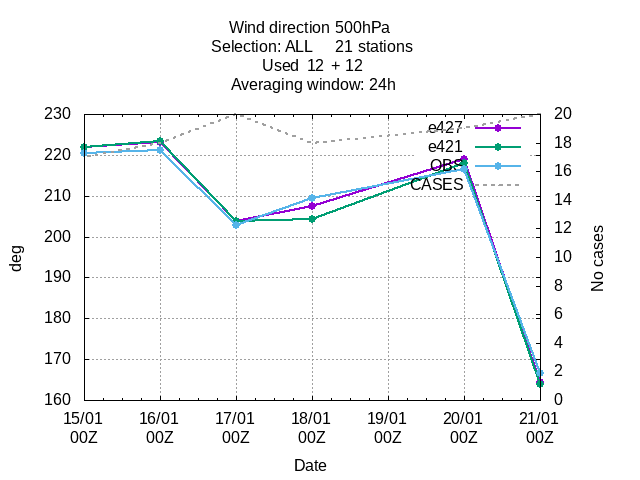 Wind direction 500hPa
Selection: ALL     21 stations
Used  12 + 12
Averaging window: 24h
230
220
210
200
190
180
170
160
deg
20
18
16
14
12
10
8
6
4
2
0
No cases
e427
e421
OBS
CASES
15/01 16/01 17/01 18/01 19/01 20/01 21/01
00Z 00Z 00Z 00Z 00Z 00Z 00Z
Date